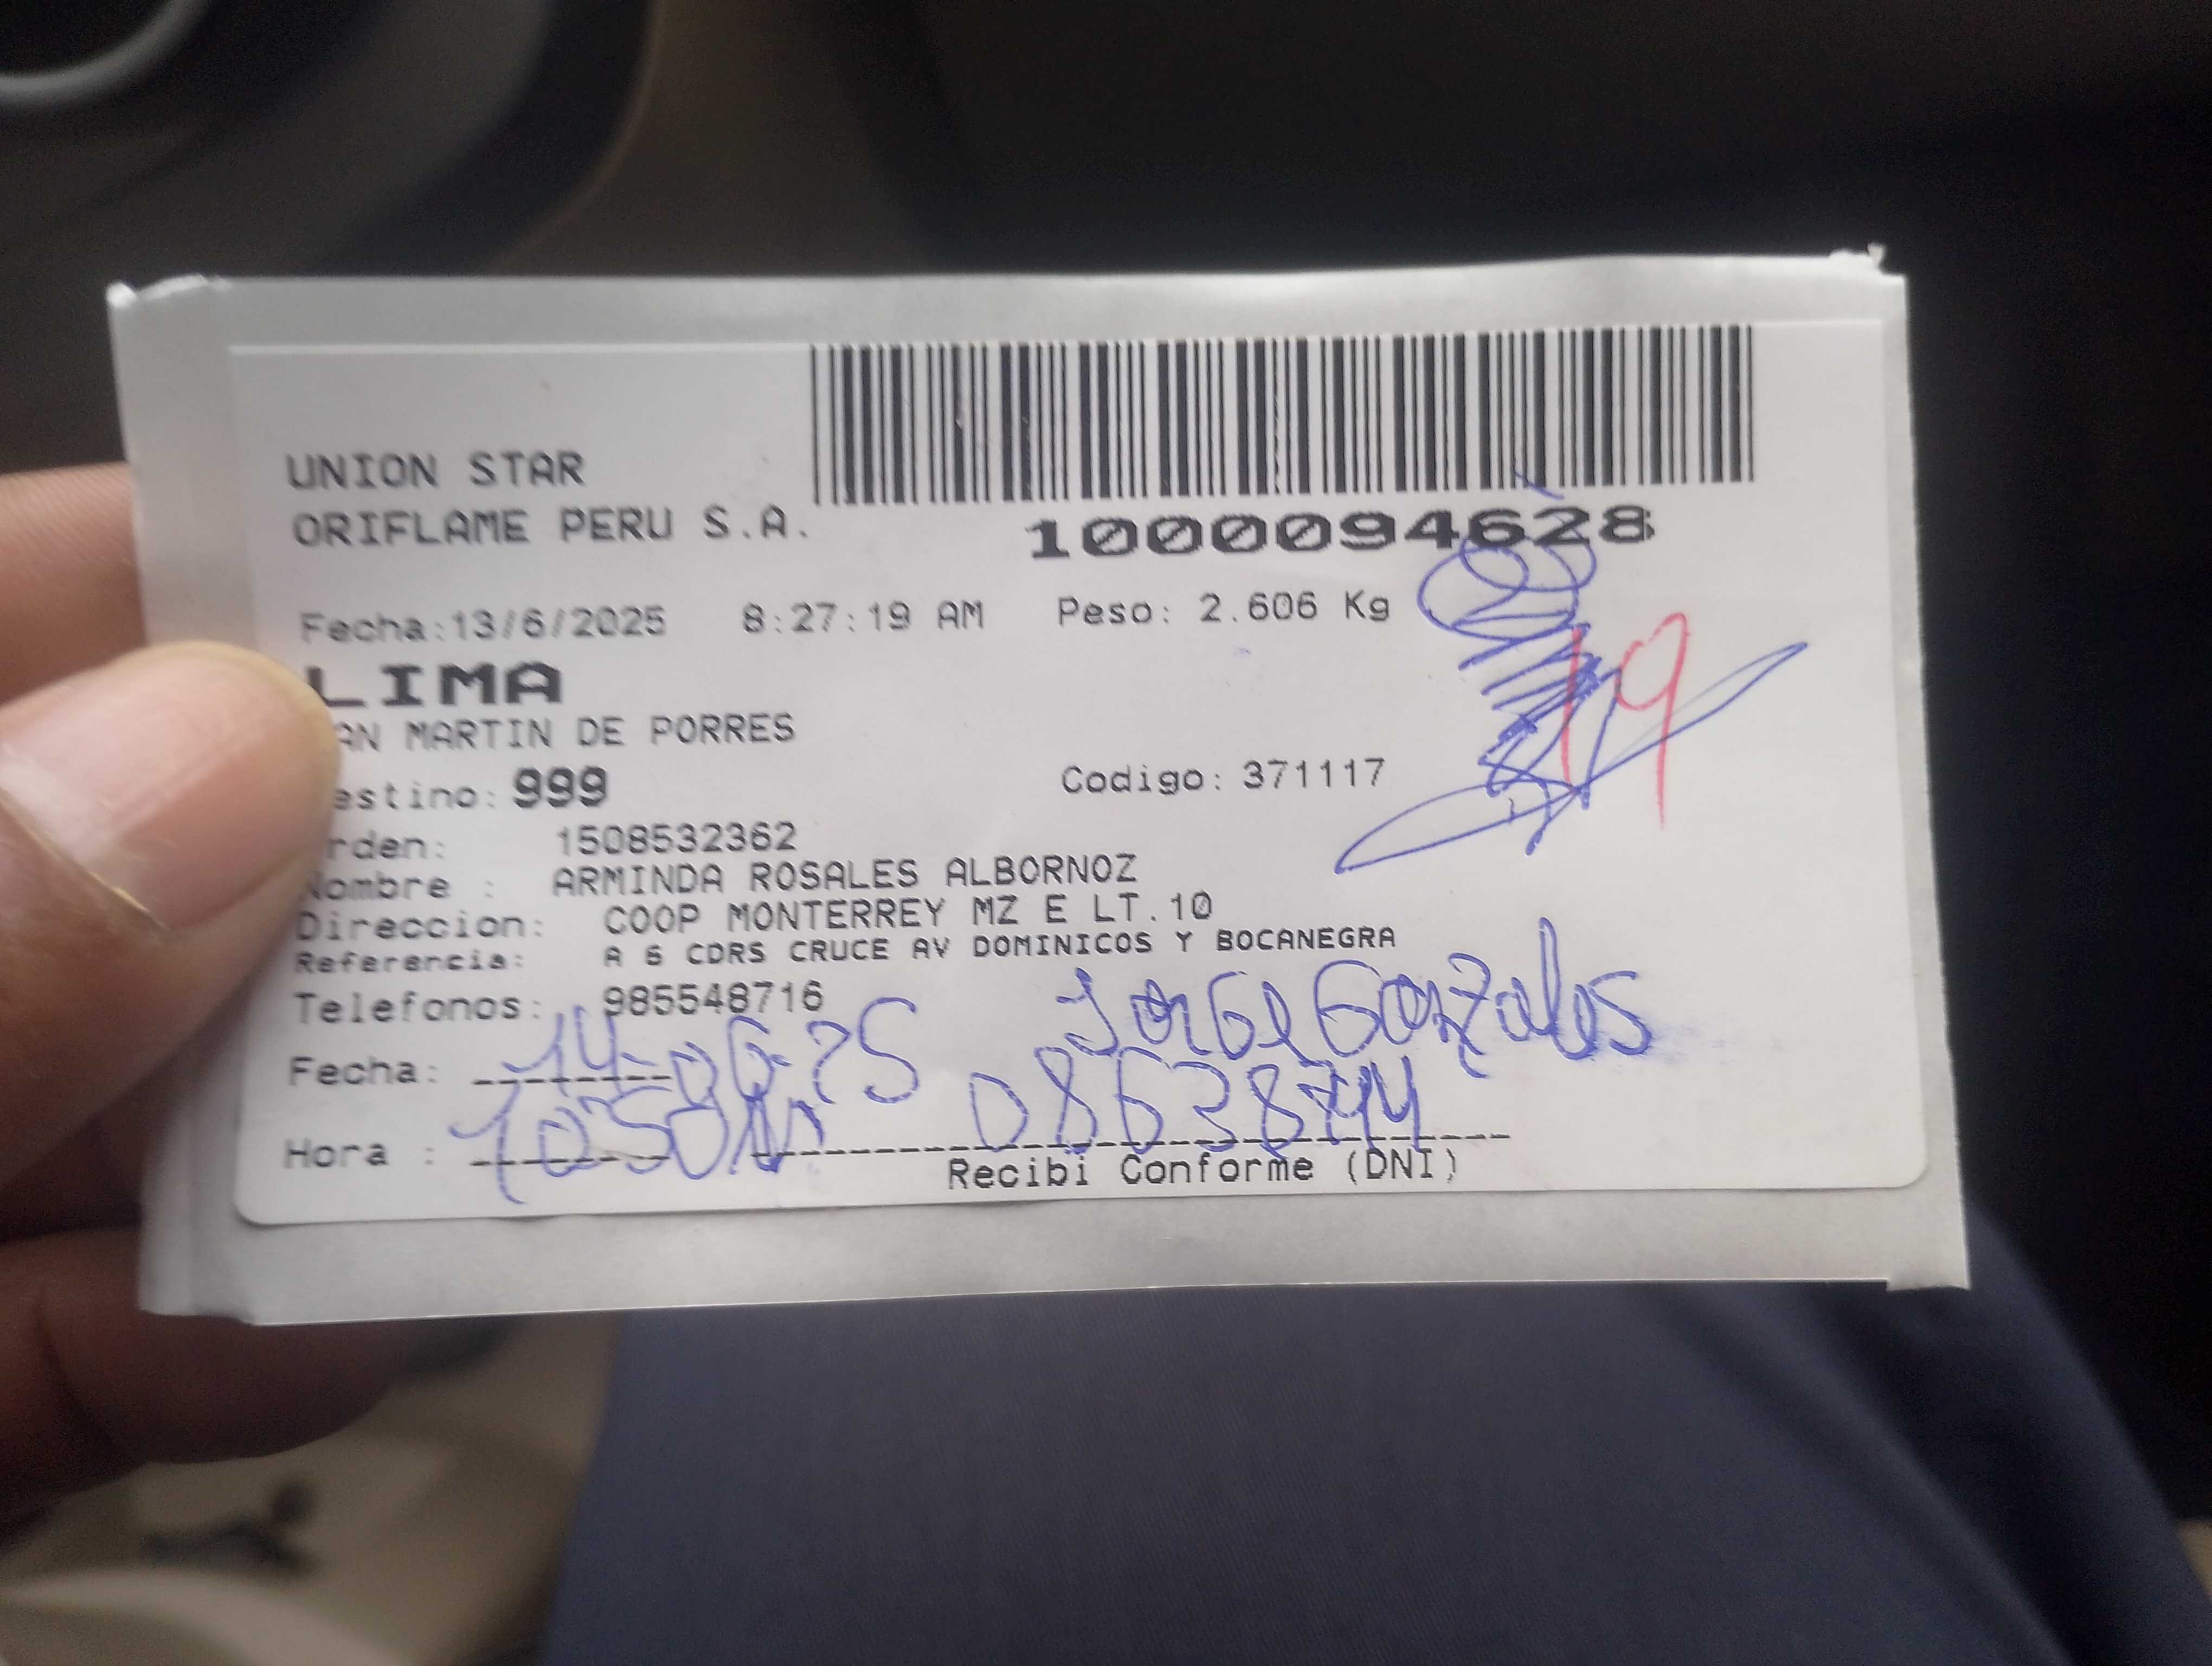 UNION STAR
ORIFLAME PERU S.A.
1000094628
Fecha:13/6/2025 8:27:19 AM Peso: 2.606 Kg
19
LIMA
AN MARTIN DE PORRES
estino: 999 Codigo: 371117
rden: 1508532362
Nombre : ARMINDA ROSALES ALBORNOZ
Direccion: COOP MONTERREY MZ E LT.10
Referencia: A 6 CDRS CRUCE AV DOMINICOS Y BOCANEGRA
Telefonos: 985548716
Jorge Gonzales
Fecha: 14-06-25
Hora :
Recibi Conforme (DNI)